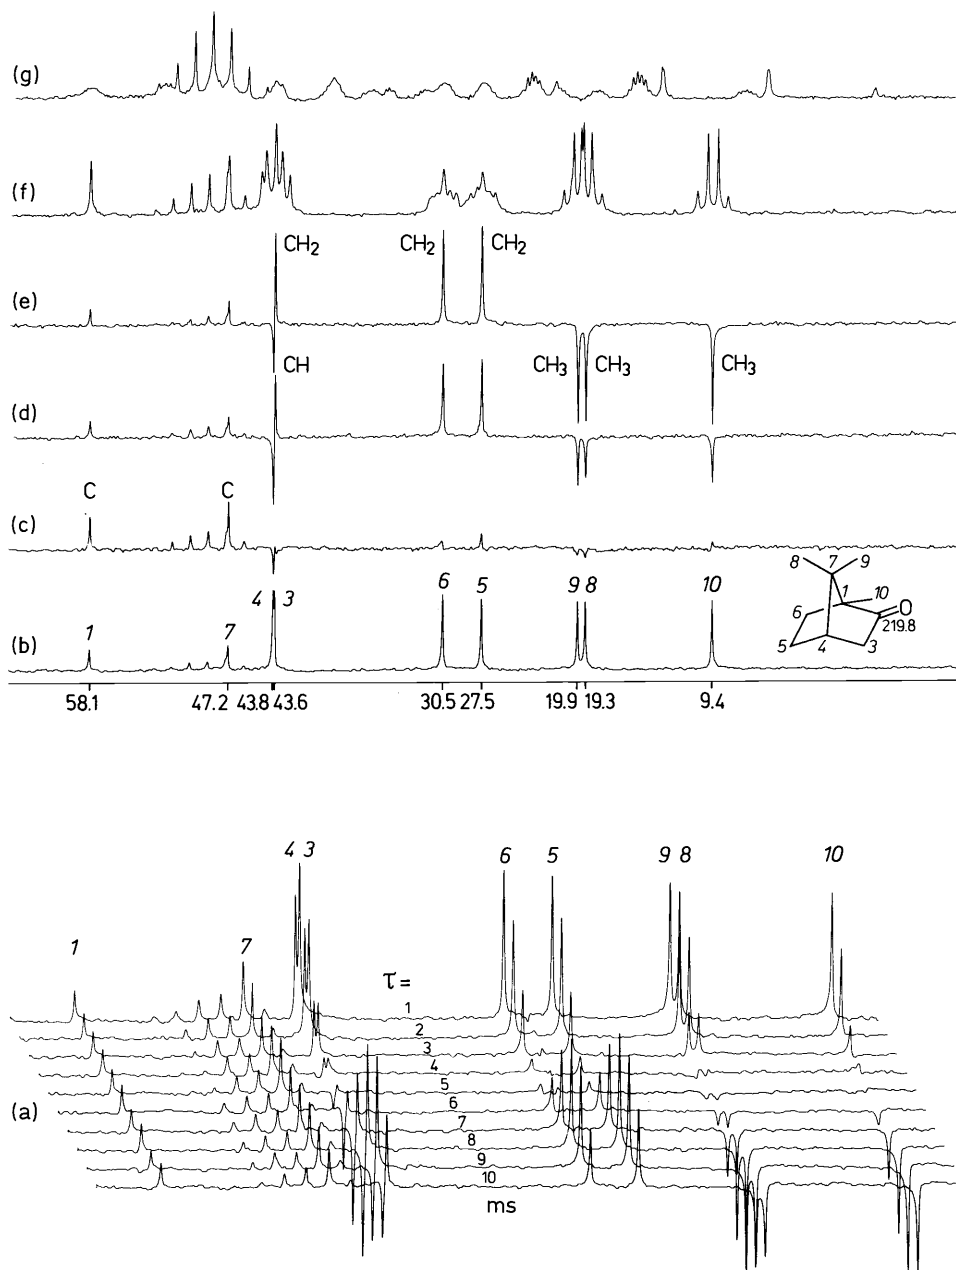 (g)
(f)
CH₂ CH₂ CH₂
(e)
CH CH₃ CH₃ CH₃
(d)
C C
(c)
8 7 9
1 10
6 O
219.8
5 4 3
4 3 6 5 9 8 10
1 7
(b)
58.1 47.2 43.8 43.6 30.5 27.5 19.9 19.3 9.4
4 3 6 5 9 8 10
1 7
τ =
1
2
3
4
5
(a) 6
7
8
9
10
ms